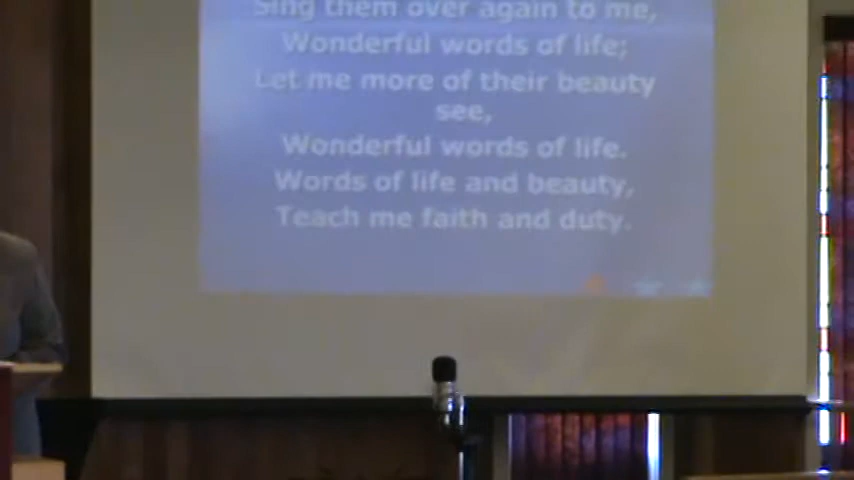 Sing them over again to me,
Wonderful words of life;
Let me more of their beauty
see,
Wonderful words of life.
Words of life and beauty,
Teach me faith and duty.